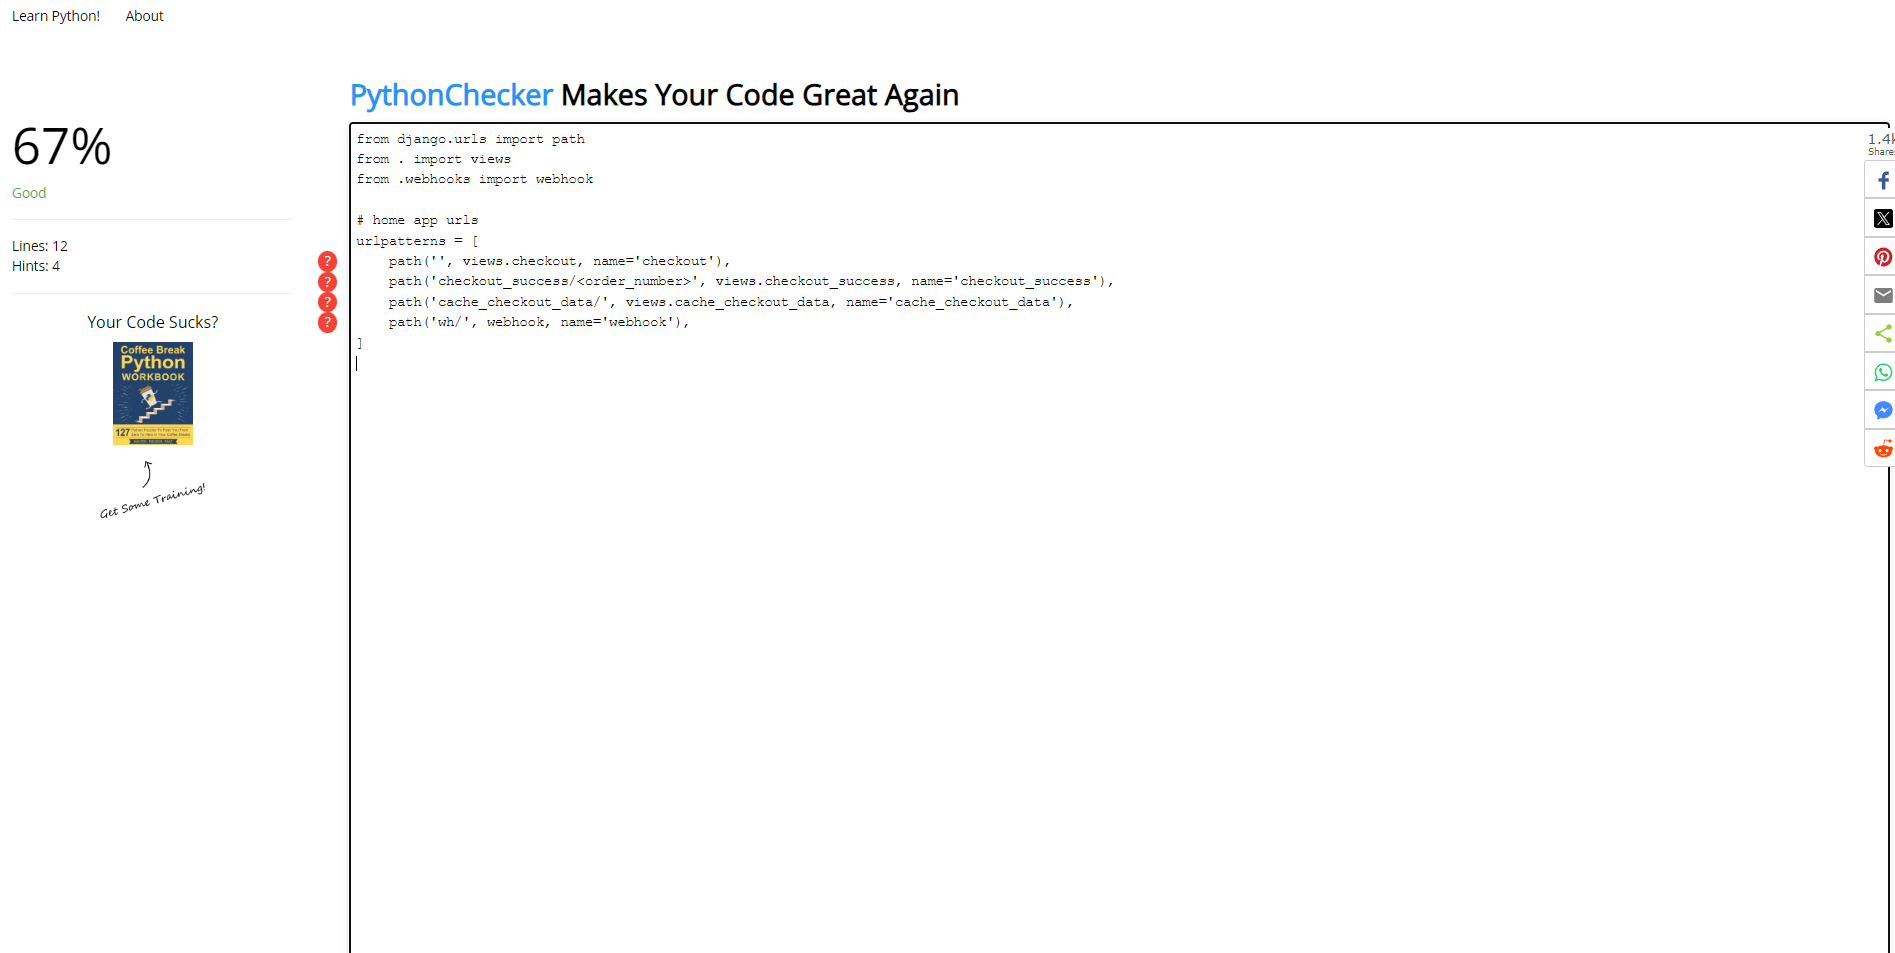 Learn Python! About
PythonChecker Makes Your Code Great Again
67%
Good
Lines: 12
Hints: 4
Your Code Sucks?
Coffee Break
Python
WORKBOOK
127
Get Some Training!
from django.urls import path
from . import views
from .webhooks import webhook
# home app urls
urlpatterns = [
? path('', views.checkout, name='checkout'),
? path('checkout_success/<order_number>', views.checkout_success, name='checkout_success'),
? path('cache_checkout_data/', views.cache_checkout_data, name='cache_checkout_data'),
? path('wh/', webhook, name='webhook'),
]
1.4k
Share